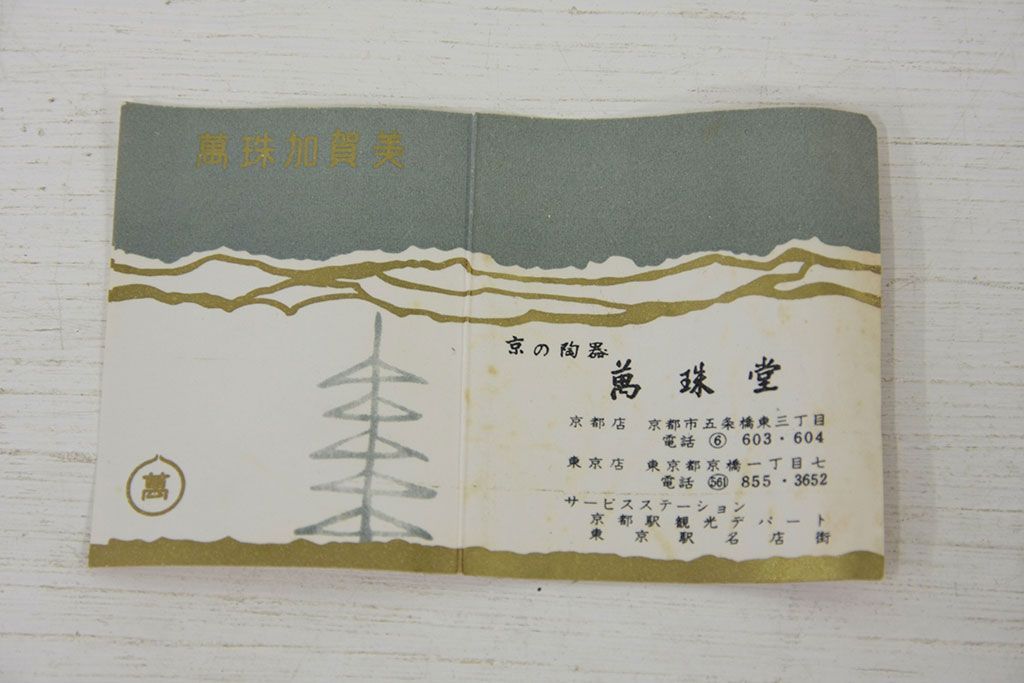 萬珠加賀美
萬
京の陶器
萬珠堂
京都店 京都市五条橋東三丁目
電話 ⑥ 603・604
東京店 東京都京橋一丁目七
電話 (561) 855・3652
サービスステーション
京都駅観光デパート
東京駅名店街